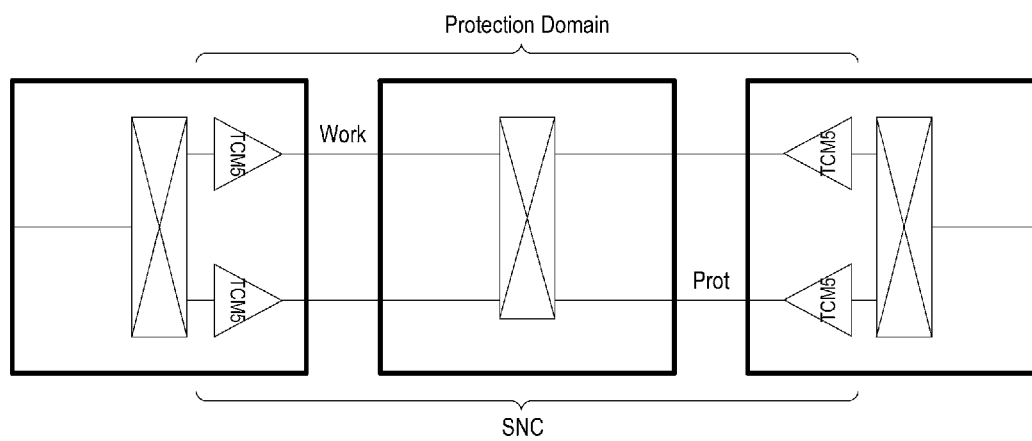 Protection Domain
TCM5
Work
TCM5
TCM5
Prot
TCM5
SNC